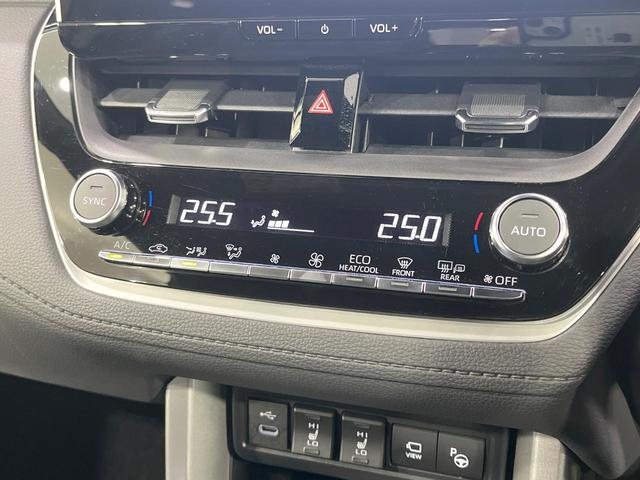 VOL- VOL+
SYNC 25.5 25.0 AUTO
A/C ECO HEAT/COOL FRONT REAR OFF
HI HI VIEW P
LO LO